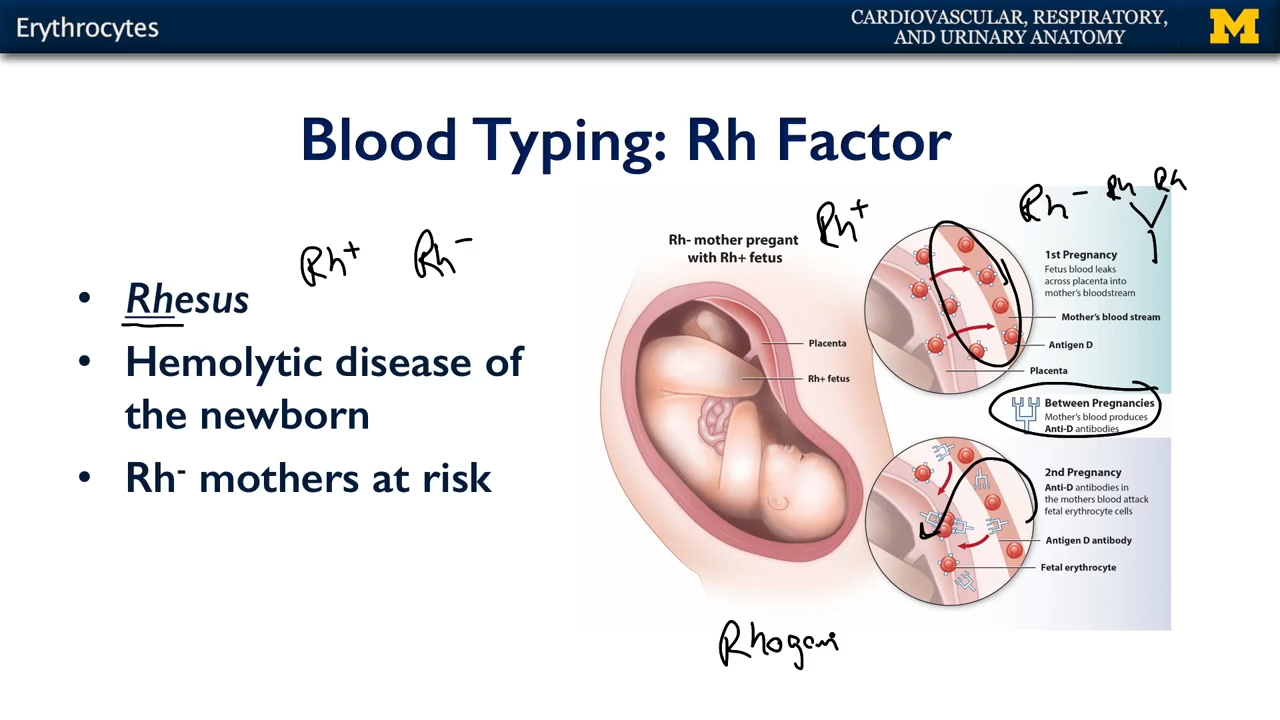 Erythrocytes
CARDIOVASCULAR, RESPIRATORY,
AND URINARY ANATOMY
M
Blood Typing: Rh Factor
Rh+ Rh-
• Rhesus
• Hemolytic disease of
the newborn
• Rh- mothers at risk
Rh- mother pregant
with Rh+ fetus
Rh+
Rh-
Rh Rh
Placenta
Rh+ fetus
1st Pregnancy
Fetus blood leaks
across placenta into
mother's bloodstream
Mother's blood stream
Antigen D
Placenta
Between Pregnancies
Mother's blood produces
Anti-D antibodies
2nd Pregnancy
Anti-D antibodies in
the mothers blood attack
fetal erythrocyte cells
Antigen D antibody
Fetal erythrocyte
Rhogam